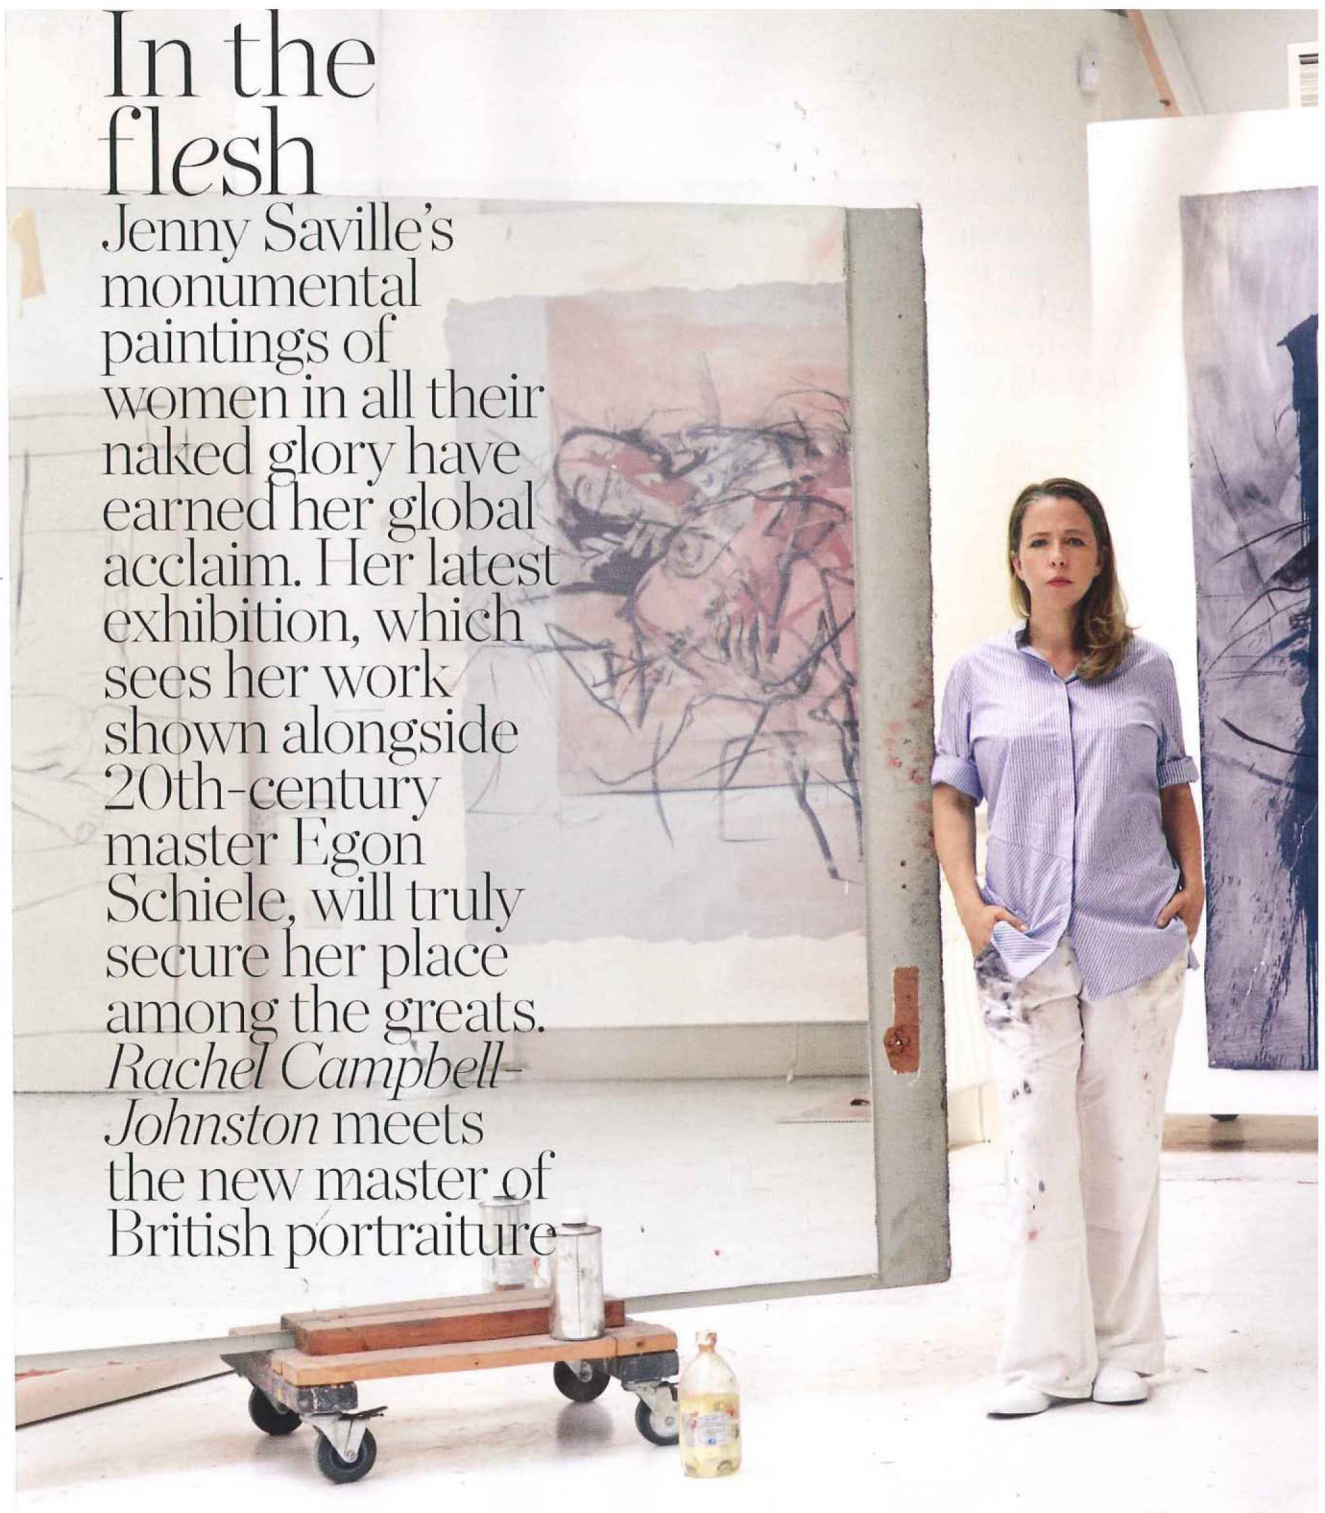 In the
flesh
Jenny Saville's
monumental
paintings of
women in all their
naked glory have
earned her global
acclaim. Her latest
exhibition, which
sees her work
shown alongside
20th-century
master Egon
Schiele, will truly
secure her place
among the greats.
Rachel Campbell-
Johnston meets
the new master of
British portraiture